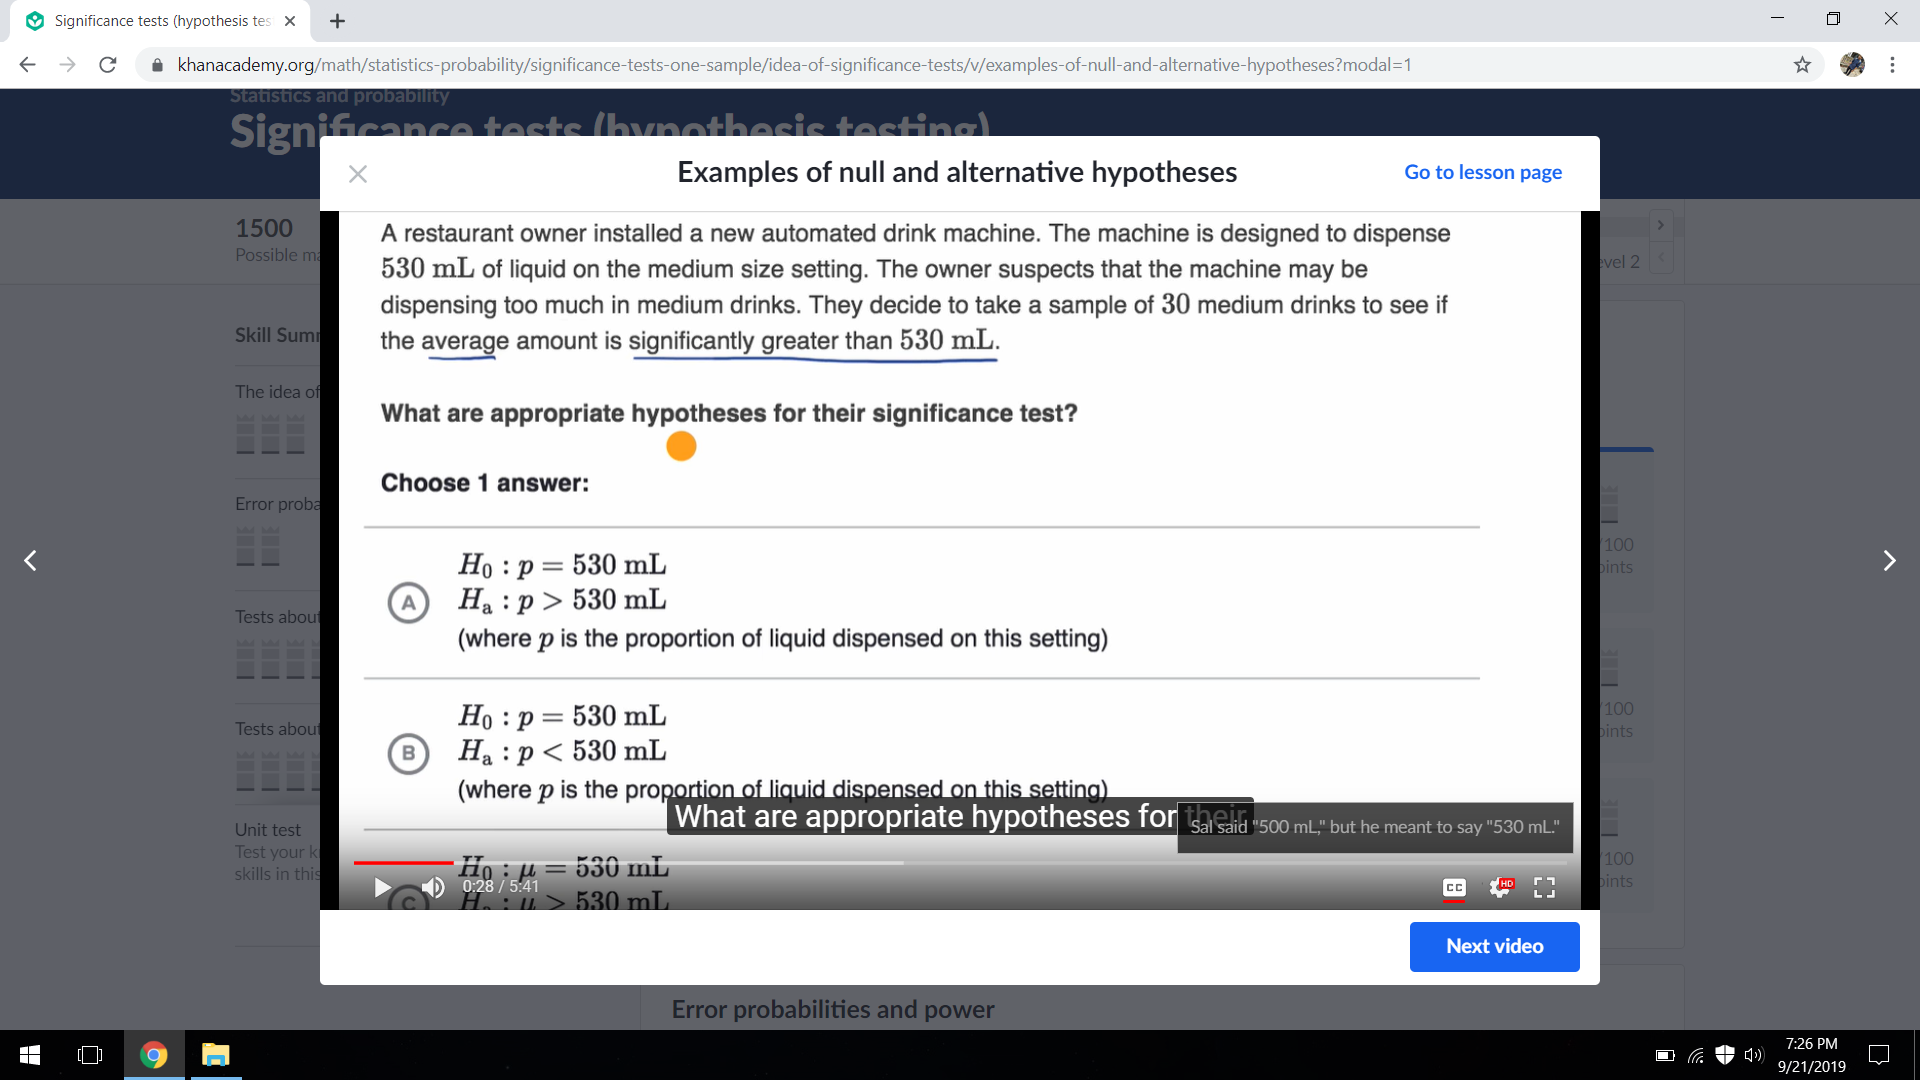 Significance tests (hypothesis tes
khanacademy.org/math/statistics-probability/significance-tests-one-sample/idea-of-significance-tests/v/examples-of-null-and-alternative-hypotheses?modal=1
Statistics and probability
Significance tests (hypothesis testing)
Examples of null and alternative hypotheses
Go to lesson page
1500
Possible ma
evel 2
Skill Summ
The idea of
Error proba
Tests about
Tests about
Unit test
Test your k
skills in this
A restaurant owner installed a new automated drink machine. The machine is designed to dispense
530 mL of liquid on the medium size setting. The owner suspects that the machine may be
dispensing too much in medium drinks. They decide to take a sample of 30 medium drinks to see if
the average amount is significantly greater than 530 mL.
What are appropriate hypotheses for their significance test?
Choose 1 answer:
A
H₀ : p = 530 mL
Hₐ : p > 530 mL
(where p is the proportion of liquid dispensed on this setting)
B
H₀ : p = 530 mL
Hₐ : p < 530 mL
(where p is the proportion of liquid dispensed on this setting)
What are appropriate hypotheses for their
Sal said "500 mL," but he meant to say "530 mL."
C
H₀ : μ = 530 mL
Hₐ : μ > 530 mL
0:28 / 5:41
CC
HD
/100
oints
/100
oints
/100
oints
Next video
Error probabilities and power
7:26 PM
9/21/2019